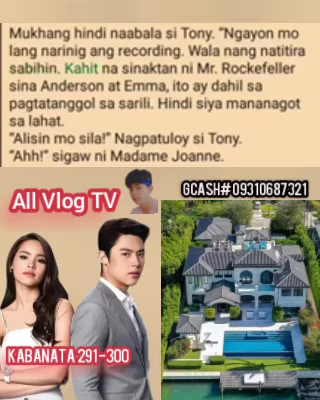 Mukhang hindi naabala si Tony. “Ngayon mo
lang narinig ang recording. Wala nang natitira
sabihin. Kahit na sinaktan ni Mr. Rockefeller
sina Anderson at Emma, ito ay dahil sa
pagtatanggol sa sarili. Hindi siya mananagot
sa lahat.
“Alisin mo sila!” Nagpatuloy si Tony.
“Ahh!” sigaw ni Madame Joanne.
All Vlog TV
GCASH# 09310687321
KABANATA 291-300